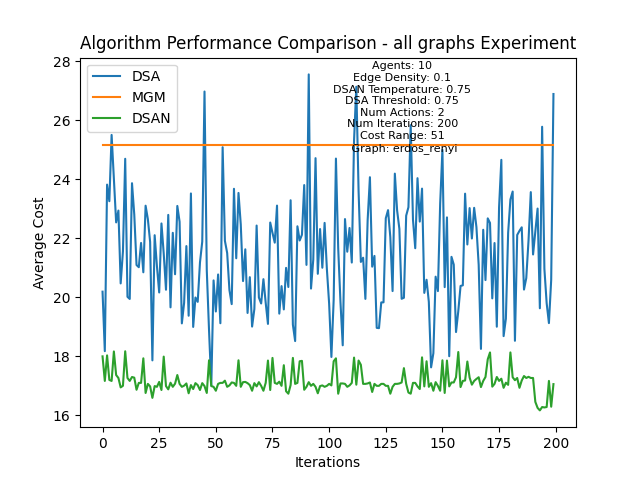 Algorithm Performance Comparison - all graphs Experiment
28
26
24
22
20
18
16
Average Cost
DSA
MGM
DSAN
Agents: 10
Edge Density: 0.1
DSAN Temperature: 0.75
DSA Threshold: 0.75
Num Actions: 2
Num Iterations: 200
Cost Range: 51
Graph: erdos_renyi
0 25 50 75 100 125 150 175 200
Iterations